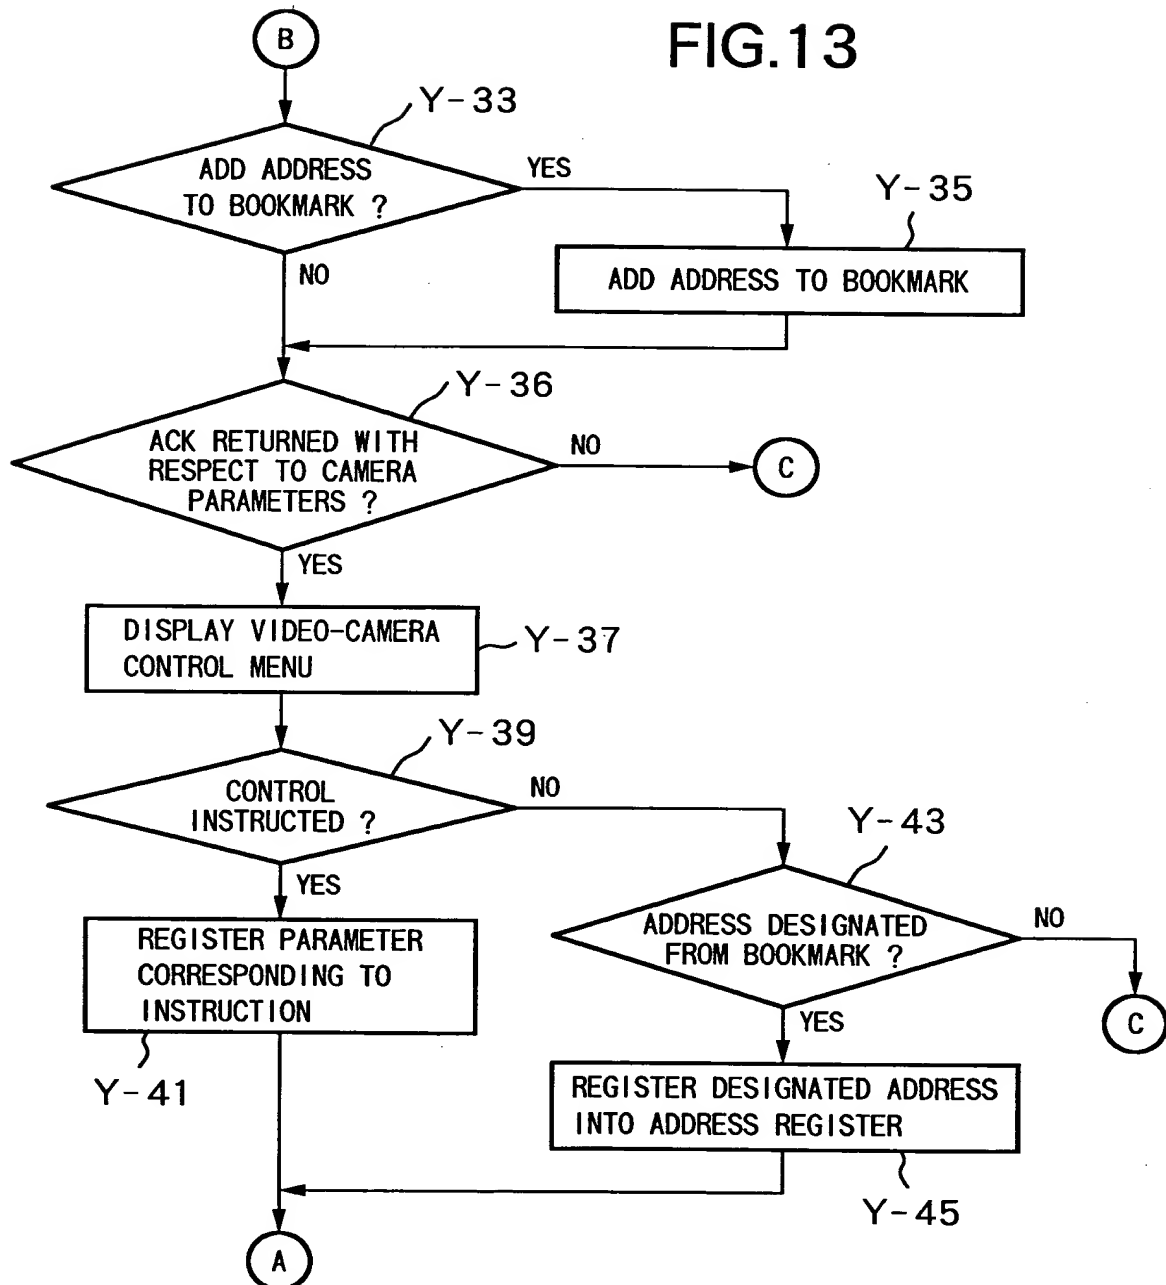 FIG.13
B
Y-33
ADD ADDRESS
TO BOOKMARK ?
YES
NO
Y-35
ADD ADDRESS TO BOOKMARK
Y-36
ACK RETURNED WITH
RESPECT TO CAMERA
PARAMETERS ?
NO
C
YES
DISPLAY VIDEO-CAMERA
CONTROL MENU
Y-37
Y-39
CONTROL
INSTRUCTED ?
NO
YES
Y-43
ADDRESS DESIGNATED
FROM BOOKMARK ?
NO
C
YES
REGISTER PARAMETER
CORRESPONDING TO
INSTRUCTION
Y-41
REGISTER DESIGNATED ADDRESS
INTO ADDRESS REGISTER
Y-45
A